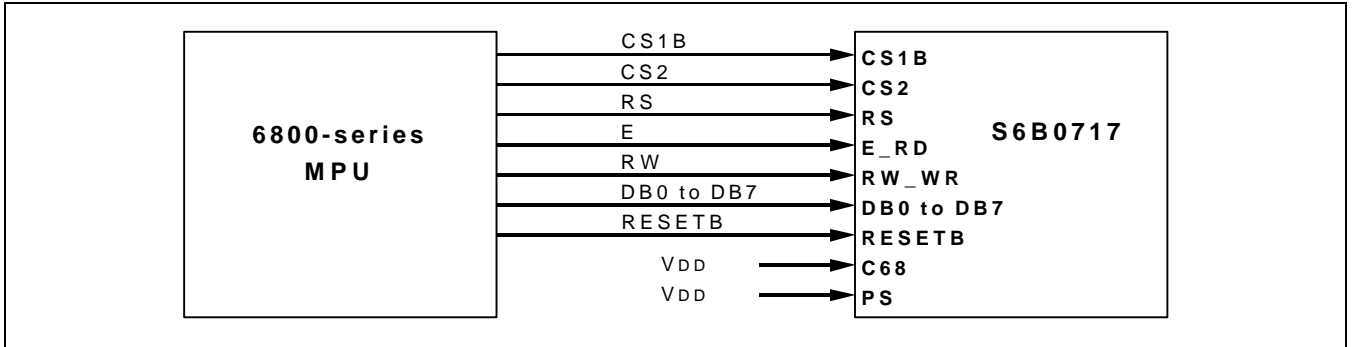 6800-series
MPU
CS1B
CS2
RS
E
RW
DB0 to DB7
RESETB
VDD
VDD
CS1B
CS2
RS
E_RD
RW_WR
DB0 to DB7
RESETB
C68
PS
S6B0717